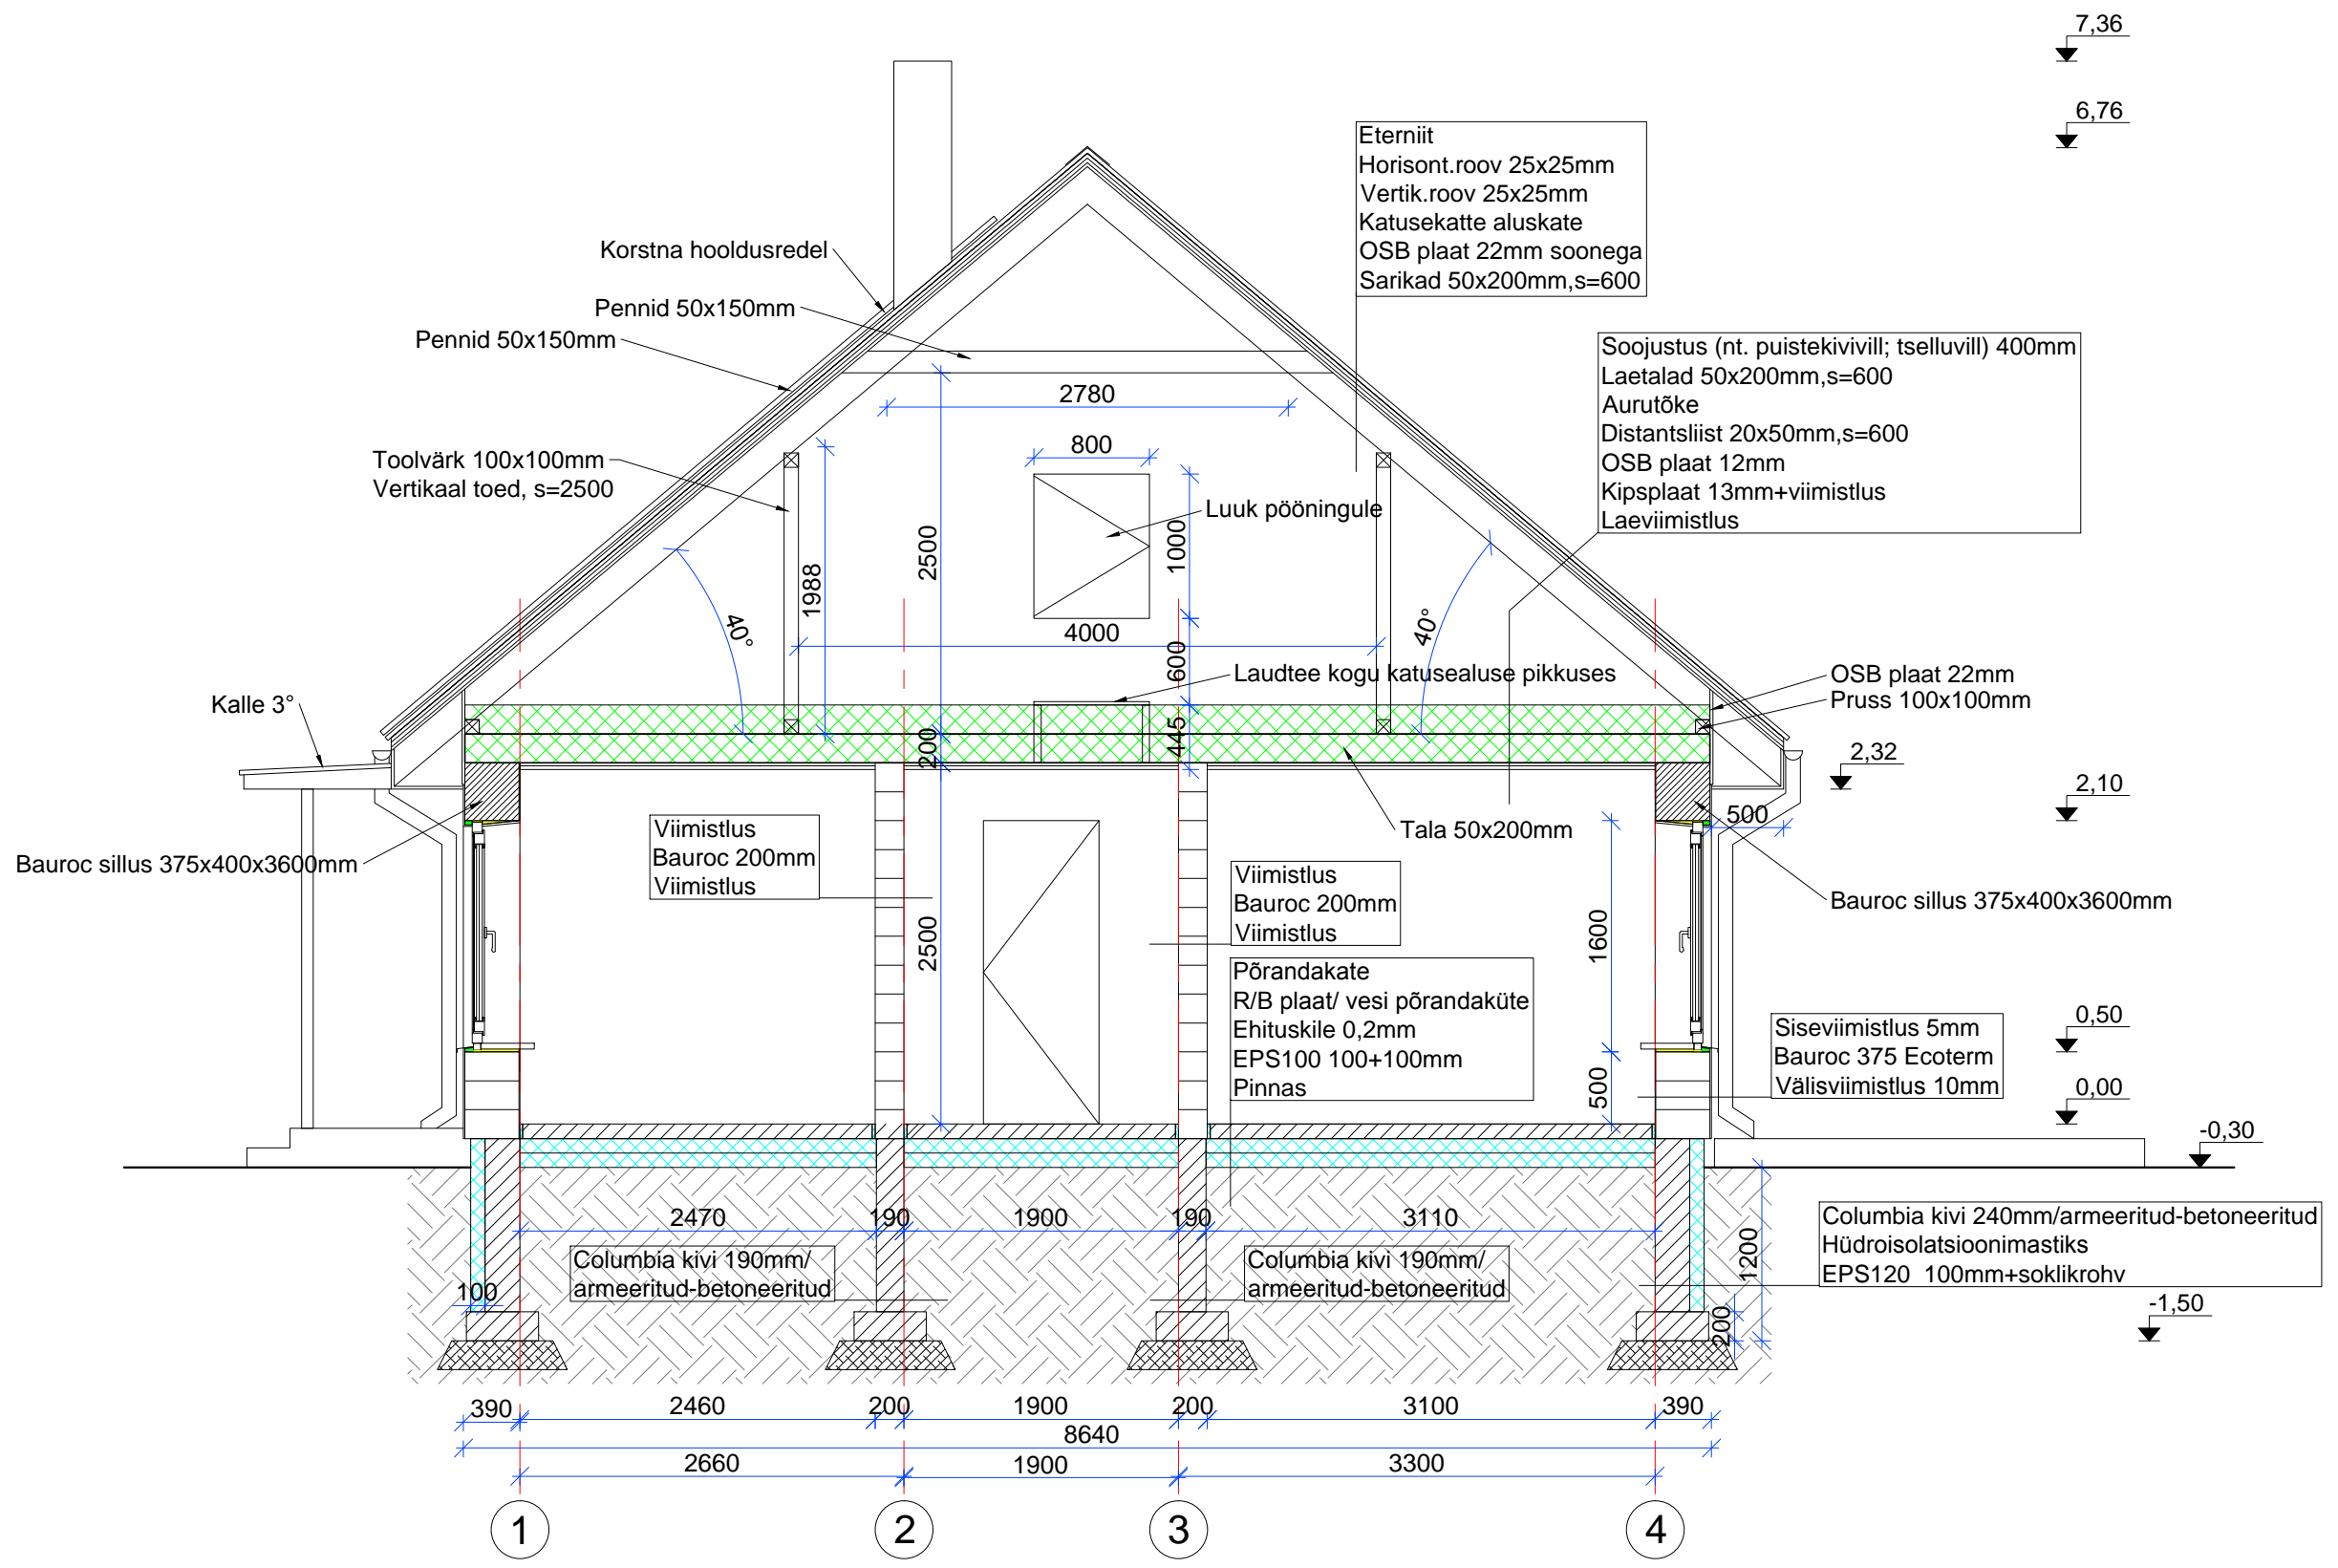 7,36
6,76
Eterniit
Horisont.roov 25x25mm
Vertik.roov 25x25mm
Katusekatte aluskate
OSB plaat 22mm soonega
Sarikad 50x200mm,s=600
Korstna hooldusredel
Pennid 50x150mm
Pennid 50x150mm
Soojustus (nt. puistekivivill; tselluvill) 400mm
Laetalad 50x200mm,s=600
Aurutõke
Distantsliist 20x50mm,s=600
OSB plaat 12mm
Kipsplaat 13mm+viimistlus
Laeviimistlus
2780
800
Toolvärk 100x100mm
Vertikaal toed, s=2500
Luuk pööningule
1000
2500
1988
40°
40°
4000
600
Laudtee kogu katusealuse pikkuses
OSB plaat 22mm
Pruss 100x100mm
Kalle 3°
200
445
2,32
2,10
500
Tala 50x200mm
Viimistlus
Bauroc 200mm
Viimistlus
Bauroc sillus 375x400x3600mm
Viimistlus
Bauroc 200mm
Viimistlus
Bauroc sillus 375x400x3600mm
2500
1600
Põrandakate
R/B plaat/ vesi põrandaküte
Ehituskile 0,2mm
EPS100 100+100mm
Pinnas
Siseviimistlus 5mm
Bauroc 375 Ecoterm
Välisviimistlus 10mm
0,50
500
0,00
-0,30
2470
190
1900
190
3110
Columbia kivi 240mm/armeeritud-betoneeritud
Hüdroisolatsioonimastiks
EPS120 100mm+soklikrohv
1200
Columbia kivi 190mm/
armeeritud-betoneeritud
Columbia kivi 190mm/
armeeritud-betoneeritud
100
200
-1,50
390
2460
200
1900
200
3100
390
8640
2660
1900
3300
1
2
3
4